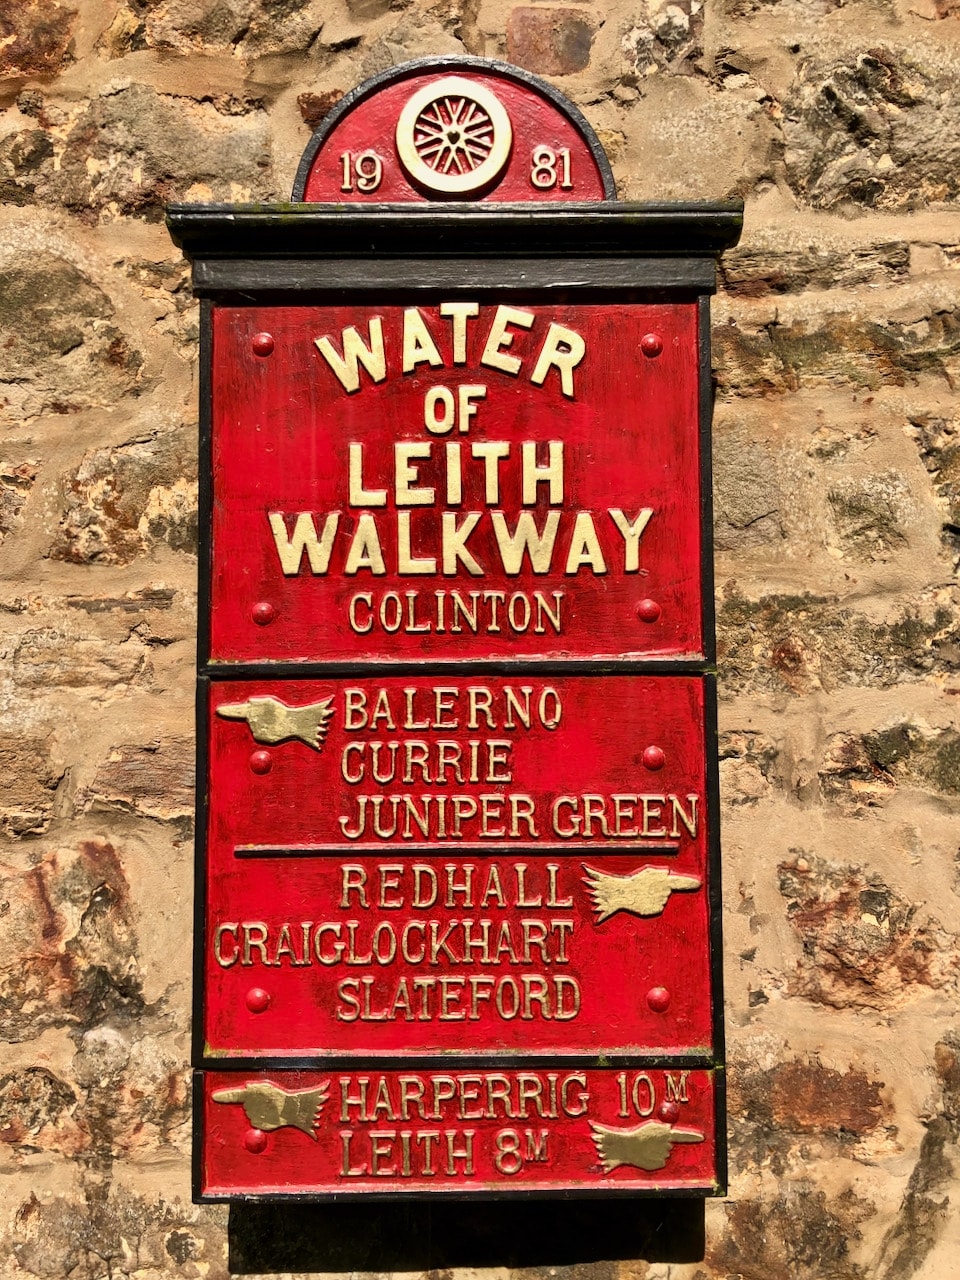 19 81
WATER
OF
LEITH
WALKWAY
COLINTON
BALERNO
CURRIE
JUNIPER GREEN
REDHALL
CRAIGLOCKHART
SLATEFORD
HARPERRIG 10M
LEITH 8M